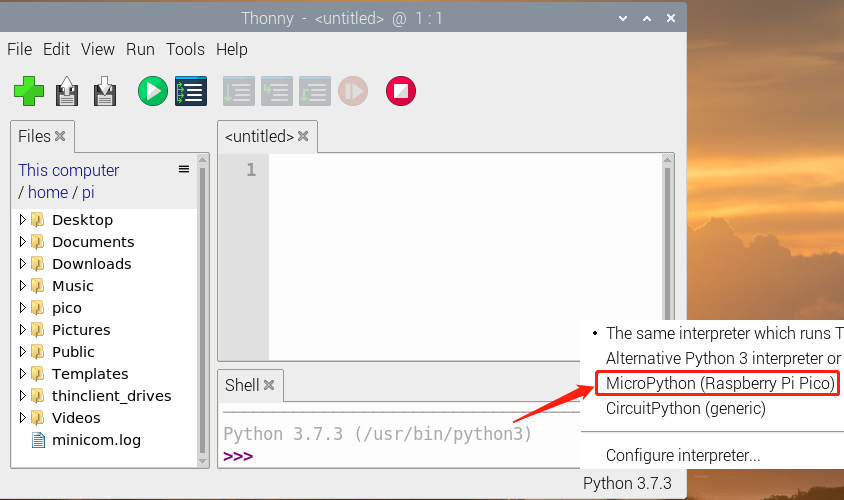 Thonny - <untitled> @ 1 : 1
File Edit View Run Tools Help
Files
This computer
/ home / pi
Desktop
Documents
Downloads
Music
pico
Pictures
Public
Templates
thinclient_drives
Videos
minicom.log
<untitled>
1
Shell
Python 3.7.3 (/usr/bin/python3)
>>>
• The same interpreter which runs T
Alternative Python 3 interpreter or
MicroPython (Raspberry Pi Pico)
CircuitPython (generic)
Configure interpreter...
Python 3.7.3